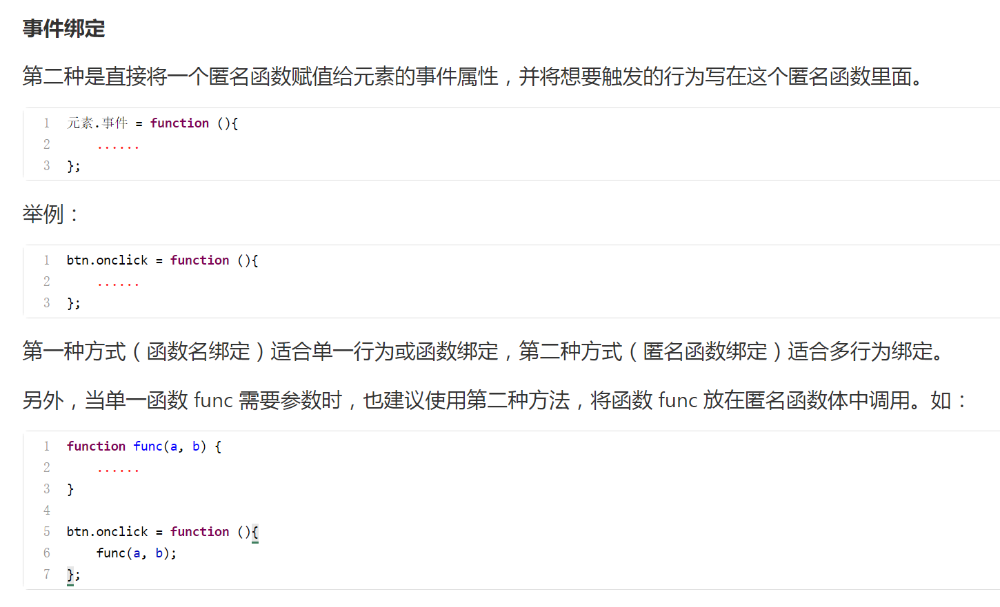 事件绑定
第二种是直接将一个匿名函数赋值给元素的事件属性，并将想要触发的行为写在这个匿名函数里面。
1 元素.事件 = function (){
2 ......
3 };
举例：
1 btn.onclick = function (){
2 ......
3 };
第一种方式（函数名绑定）适合单一行为或函数绑定，第二种方式（匿名函数绑定）适合多行为绑定。
另外，当单一函数 func 需要参数时，也建议使用第二种方法，将函数 func 放在匿名函数体中调用。如：
1 function func(a, b) {
2 ......
3 }
4
5 btn.onclick = function (){
6 func(a, b);
7 };